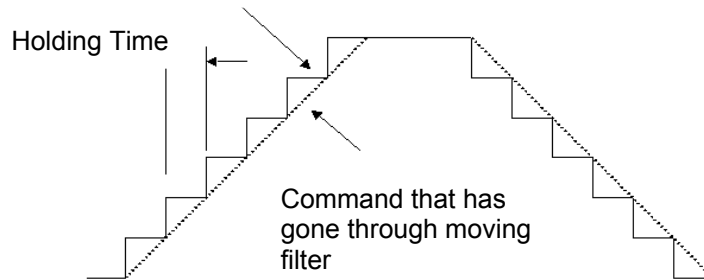 Holding Time
Command that has
gone through moving
filter